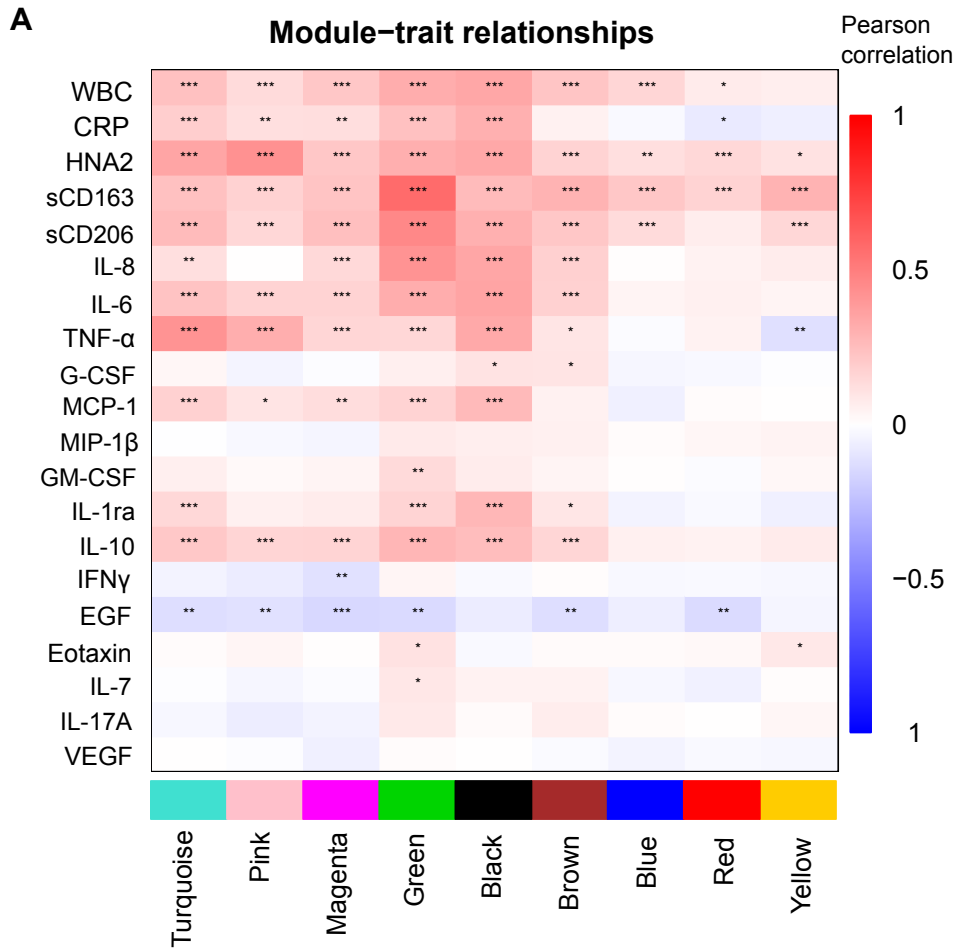 A
Module−trait relationships
Pearson
correlation
WBC *** *** *** *** *** *** *** *
CRP *** ** ** *** *** *
HNA2 *** *** *** *** *** *** ** *** *
sCD163 *** *** *** *** *** *** *** *** ***
sCD206 *** *** *** *** *** *** *** ***
IL-8 ** *** *** *** ***
IL-6 *** *** *** *** *** ***
TNF-α *** *** *** *** *** * **
G-CSF * *
MCP-1 *** * ** *** ***
MIP-1β
GM-CSF **
IL-1ra *** *** *** *
IL-10 *** *** *** *** *** ***
IFNγ **
EGF ** ** *** ** ** **
Eotaxin * *
IL-7 *
IL-17A
VEGF
1
0.5
0
−0.5
1
Turquoise
Pink
Magenta
Green
Black
Brown
Blue
Red
Yellow